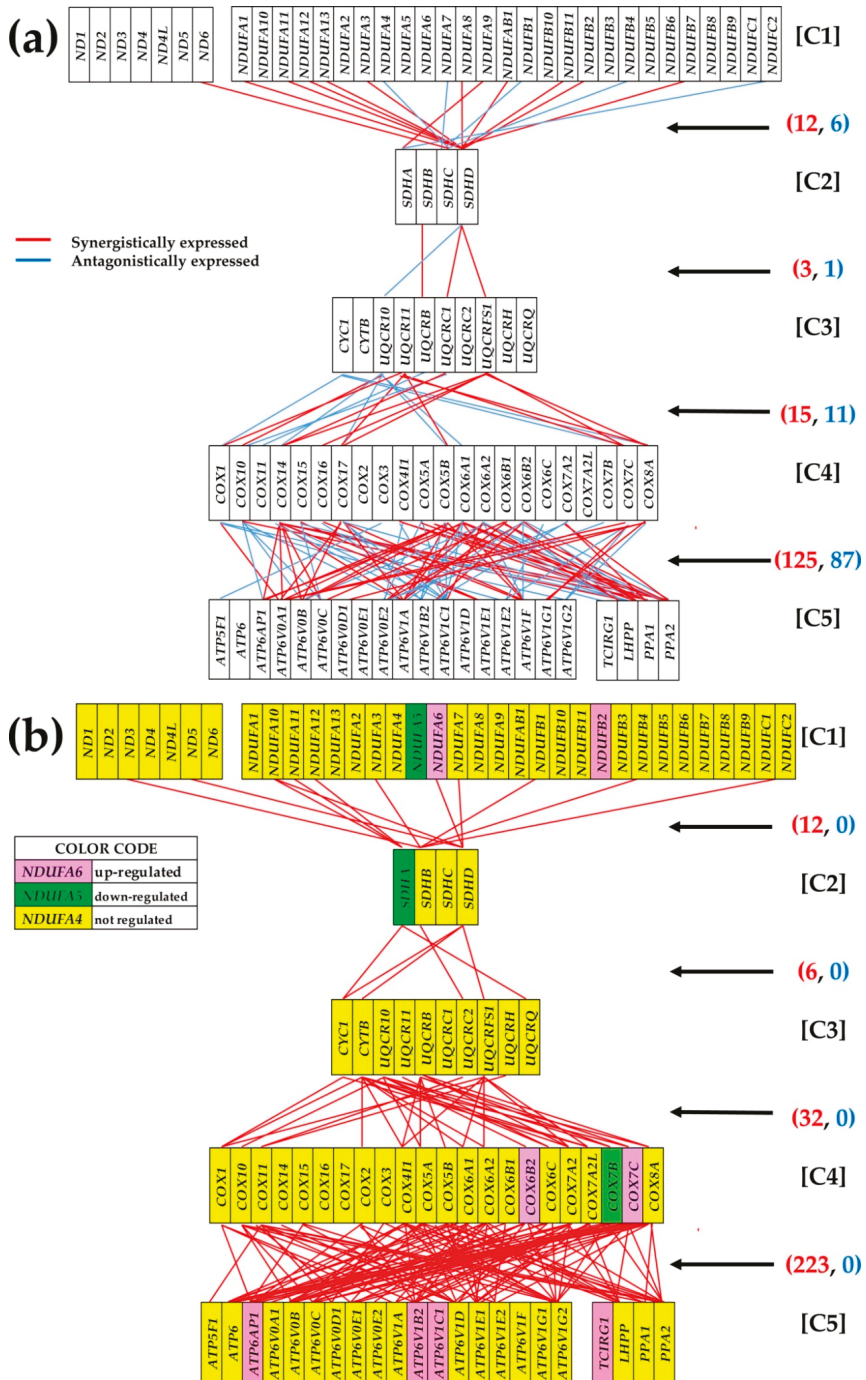 (a)
ND1 ND2 ND3 ND4 ND4L ND5 ND6 NDUFA1 NDUFA10 NDUFA11 NDUFA12 NDUFA13 NDUFA2 NDUFA3 NDUFA4 NDUFA5 NDUFA6 NDUFA7 NDUFA8 NDUFA9 NDUFAB1 NDUFB1 NDUFB10 NDUFB11 NDUFB2 NDUFB3 NDUFB4 NDUFB5 NDUFB6 NDUFB7 NDUFB8 NDUFB9 NDUFC1 NDUFC2 [C1]
(12, 6)
SDHA SDHB SDHC SDHD [C2]
Synergistically expressed
Antagonistically expressed
(3, 1)
CYC1 CYTB UQCR10 UQCR11 UQCRB UQCRC1 UQCRC2 UQCRFS1 UQCRH UQCRQ [C3]
(15, 11)
COX1 COX10 COX11 COX14 COX15 COX16 COX17 COX2 COX3 COX4I1 COX5A COX5B COX6A1 COX6A2 COX6B1 COX6B2 COX6C COX7A2 COX7A2L COX7B COX7C COX8A [C4]
(125, 87)
ATP5F1 ATP6 ATP6AP1 ATP6V0A1 ATP6V0B ATP6V0C ATP6V0D1 ATP6V0E1 ATP6V0E2 ATP6V1A ATP6V1B2 ATP6V1C1 ATP6V1D ATP6V1E1 ATP6V1E2 ATP6V1F ATP6V1G1 ATP6V1G2 TCIRG1 LHPP PPA1 PPA2 [C5]
(b)
ND1 ND2 ND3 ND4 ND4L ND5 ND6 NDUFA1 NDUFA10 NDUFA11 NDUFA12 NDUFA13 NDUFA2 NDUFA3 NDUFA4 NDUFA5 NDUFA6 NDUFA7 NDUFA8 NDUFA9 NDUFAB1 NDUFB1 NDUFB10 NDUFB11 NDUFB2 NDUFB3 NDUFB4 NDUFB5 NDUFB6 NDUFB7 NDUFB8 NDUFB9 NDUFC1 NDUFC2 [C1]
(12, 0)
COLOR CODE
NDUFA6 up-regulated
NDUFA5 down-regulated
NDUFA4 not regulated
SDHA SDHB SDHC SDHD [C2]
(6, 0)
CYC1 CYTB UQCR10 UQCR11 UQCRB UQCRC1 UQCRC2 UQCRFS1 UQCRH UQCRQ [C3]
(32, 0)
COX1 COX10 COX11 COX14 COX15 COX16 COX17 COX2 COX3 COX4I1 COX5A COX5B COX6A1 COX6A2 COX6B1 COX6B2 COX6C COX7A2 COX7A2L COX7B COX7C COX8A [C4]
(223, 0)
ATP5F1 ATP6 ATP6AP1 ATP6V0A1 ATP6V0B ATP6V0C ATP6V0D1 ATP6V0E1 ATP6V0E2 ATP6V1A ATP6V1B2 ATP6V1C1 ATP6V1D ATP6V1E1 ATP6V1E2 ATP6V1F ATP6V1G1 ATP6V1G2 TCIRG1 LHPP PPA1 PPA2 [C5]